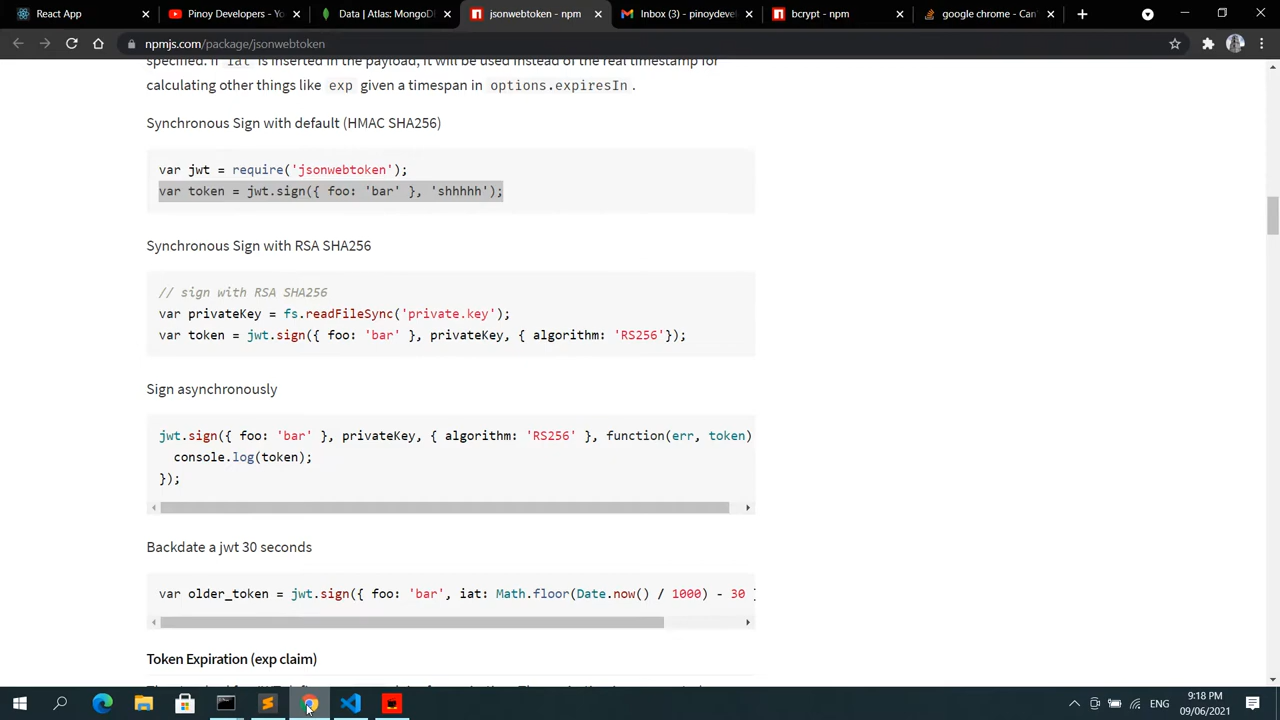 React App
Pinoy Developers - You
Data | Atlas: MongoD
jsonwebtoken - npm
Inbox (3) - pinoydevel
bcrypt - npm
google chrome - Can'
npmjs.com/package/jsonwebtoken
specified. If iat is inserted in the payload, it will be used instead of the real timestamp for
calculating other things like exp given a timespan in options.expiresIn .
Synchronous Sign with default (HMAC SHA256)
var jwt = require('jsonwebtoken');
var token = jwt.sign({ foo: 'bar' }, 'shhhhh');
Synchronous Sign with RSA SHA256
// sign with RSA SHA256
var privateKey = fs.readFileSync('private.key');
var token = jwt.sign({ foo: 'bar' }, privateKey, { algorithm: 'RS256'});
Sign asynchronously
jwt.sign({ foo: 'bar' }, privateKey, { algorithm: 'RS256' }, function(err, token)
console.log(token);
});
Backdate a jwt 30 seconds
var older_token = jwt.sign({ foo: 'bar', iat: Math.floor(Date.now() / 1000) - 30 }
Token Expiration (exp claim)
ENG
9:18 PM
09/06/2021